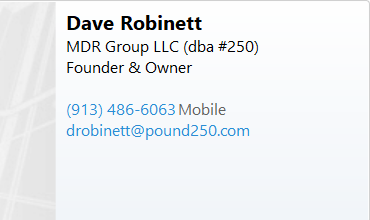 Dave Robinett
MDR Group LLC (dba #250)
Founder & Owner
(913) 486-6063 Mobile
drobinett@pound250.com